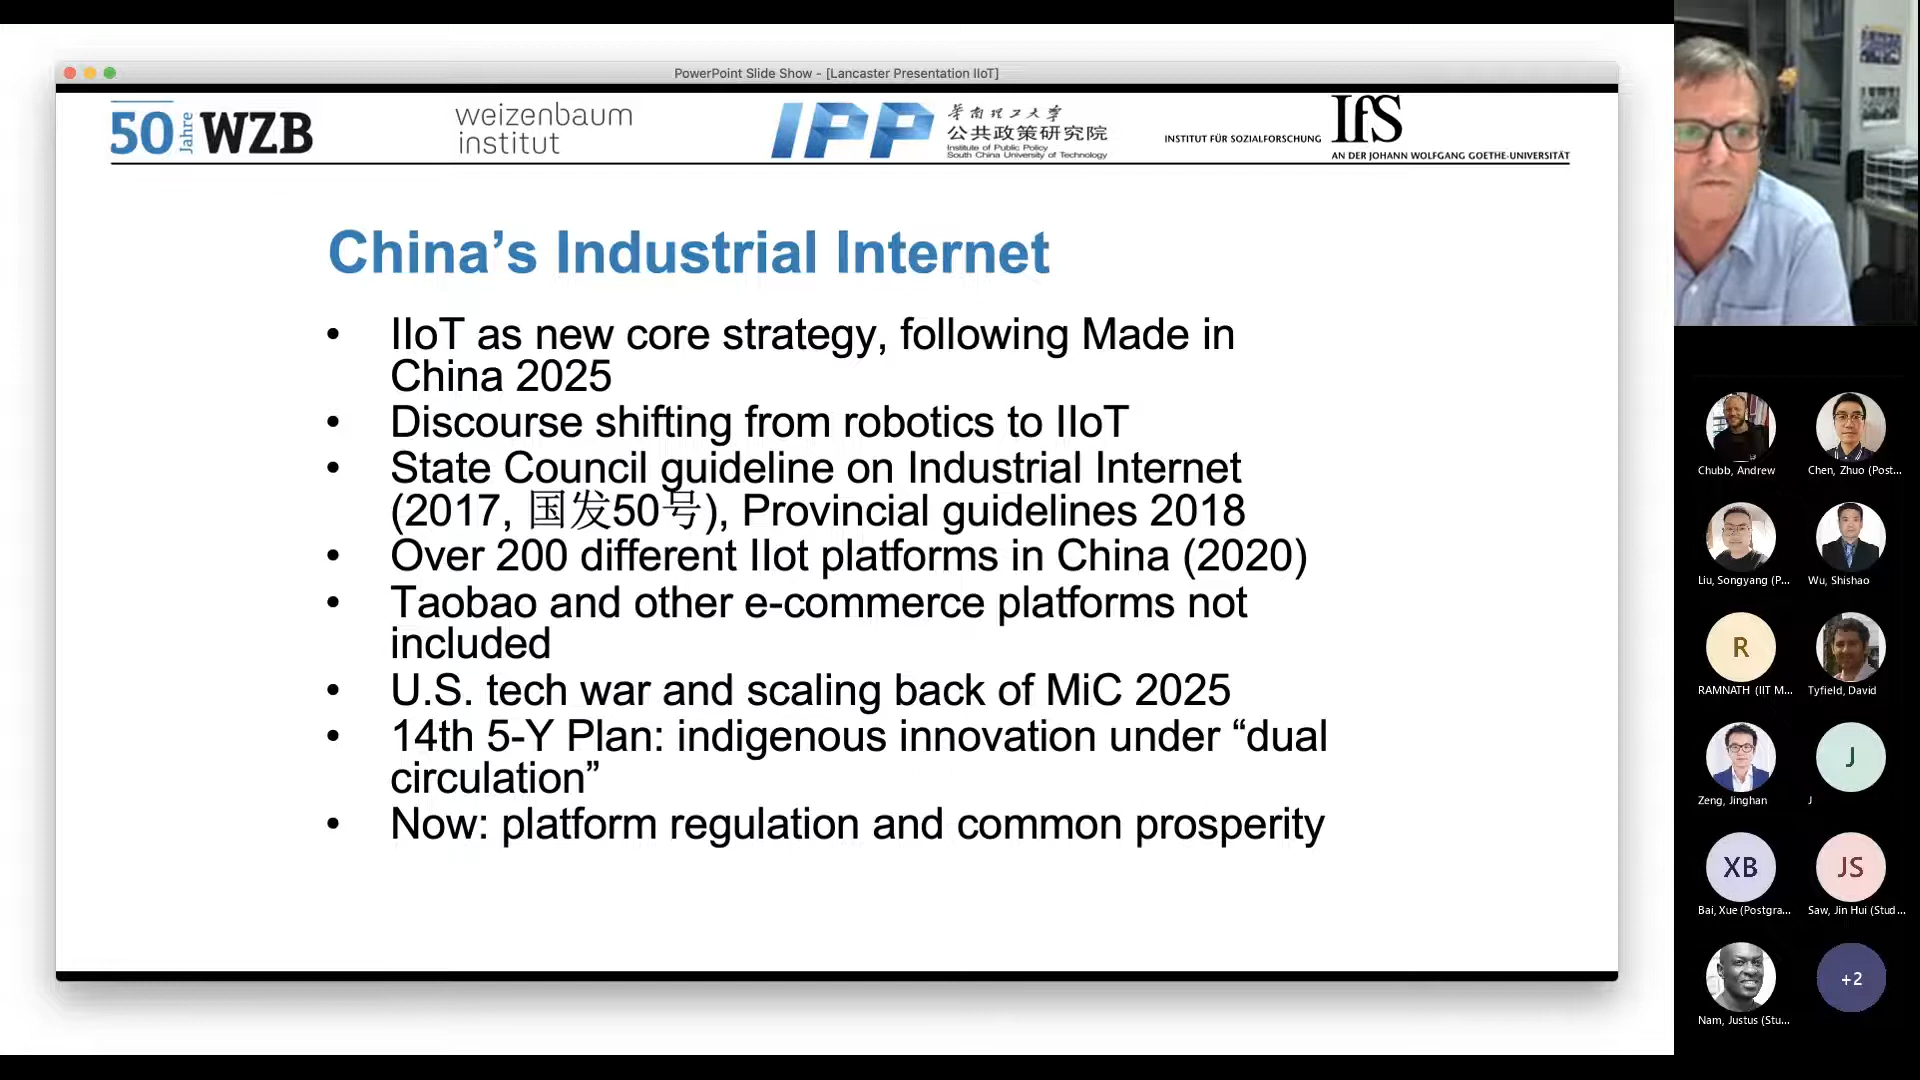 PowerPoint Slide Show - [Lancaster Presentation IIoT]
50 Jahre WZB
weizenbaum
institut
IPP
华南理工大学
公共政策研究院
Institute of Public Policy
South China University of Technology
INSTITUT FÜR SOZIALFORSCHUNG IfS
AN DER JOHANN WOLFGANG GOETHE-UNIVERSITÄT
China’s Industrial Internet
• IIoT as new core strategy, following Made in
China 2025
• Discourse shifting from robotics to IIoT
• State Council guideline on Industrial Internet
(2017, 国发50号), Provincial guidelines 2018
• Over 200 different IIot platforms in China (2020)
• Taobao and other e-commerce platforms not
included
• U.S. tech war and scaling back of MiC 2025
• 14th 5-Y Plan: indigenous innovation under “dual
circulation”
• Now: platform regulation and common prosperity
Chubb, Andrew
Chen, Zhuo (Post...
Liu, Songyang (P...
Wu, Shishao
R
RAMNATH (IIT M...
Tyfield, David
Zeng, Jinghan
J
J
XB
Bai, Xue (Postgra...
JS
Saw, Jin Hui (Stud...
Nam, Justus (Stu...
+2